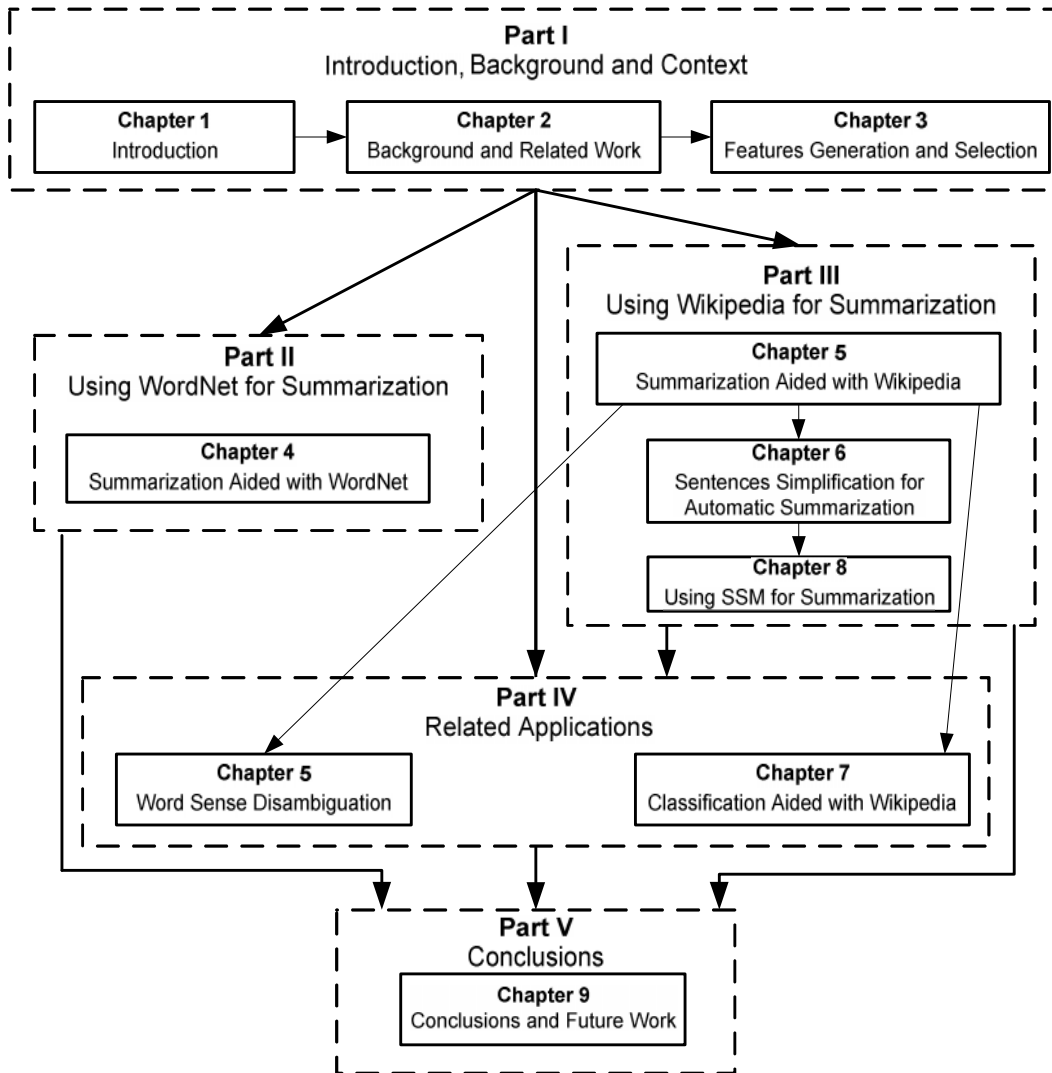 Part I
Introduction, Background and Context
Chapter 1
Introduction
Chapter 2
Background and Related Work
Chapter 3
Features Generation and Selection
Part II
Using WordNet for Summarization
Chapter 4
Summarization Aided with WordNet
Part III
Using Wikipedia for Summarization
Chapter 5
Summarization Aided with Wikipedia
Chapter 6
Sentences Simplification for
Automatic Summarization
Chapter 8
Using SSM for Summarization
Part IV
Related Applications
Chapter 5
Word Sense Disambiguation
Chapter 7
Classification Aided with Wikipedia
Part V
Conclusions
Chapter 9
Conclusions and Future Work